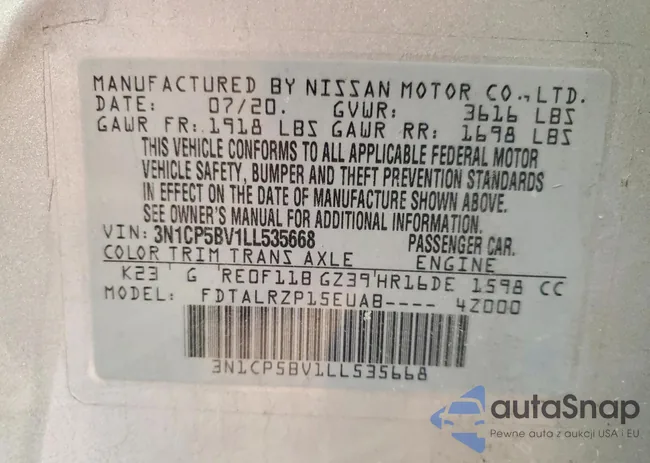 MANUFACTURED BY NISSAN MOTOR CO., LTD.
DATE: 07/20. GVWR: 3616 LBS
GAWR FR: 1918 LBS GAWR RR: 1698 LBS
THIS VEHICLE CONFORMS TO ALL APPLICABLE FEDERAL MOTOR
VEHICLE SAFETY, BUMPER AND THEFT PREVENTION STANDARDS
IN EFFECT ON THE DATE OF MANUFACTURE SHOWN ABOVE.
SEE OWNER'S MANUAL FOR ADDITIONAL INFORMATION.
VIN: 3N1CP5BV1LL535668 PASSENGER CAR.
COLOR TRIM TRANS AXLE ENGINE
K23 G RE0F11B GZ39 HR16DE 1598 CC
MODEL: FDTALRZP15EUAB---- 4Z000
3N1CP5BV1LL535668
autaSnap
Pewne auta z aukcji USA i EU